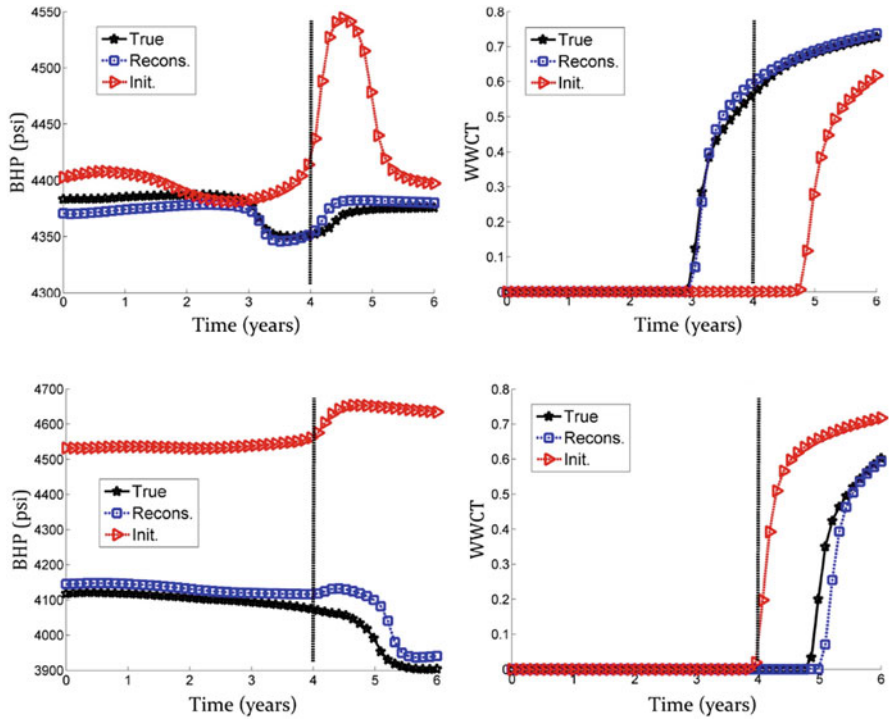 4550
4500
4450
4400
4350
4300
BHP (psi)
True
Recons.
Init.
0 1 2 3 4 5 6
Time (years)
0.8
0.7
0.6
0.5
0.4
0.3
0.2
0.1
0
WWCT
True
Recons.
Init.
0 1 2 3 4 5 6
Time (years)
4700
4600
4500
4400
4300
4200
4100
4000
3900
BHP (psi)
True
Recons.
Init.
0 1 2 3 4 5 6
Time (years)
0.8
0.7
0.6
0.5
0.4
0.3
0.2
0.1
0
WWCT
True
Recons.
Init.
0 1 2 3 4 5 6
Time (years)